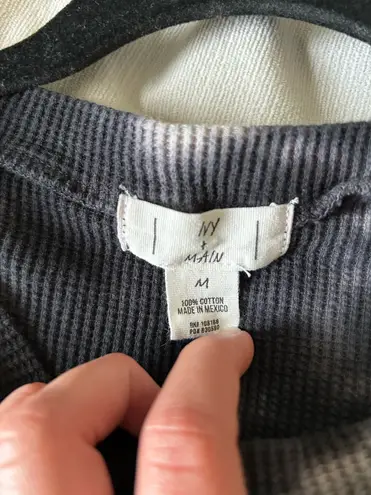 NY
+
MAIN
M
100% COTTON
MADE IN MEXICO